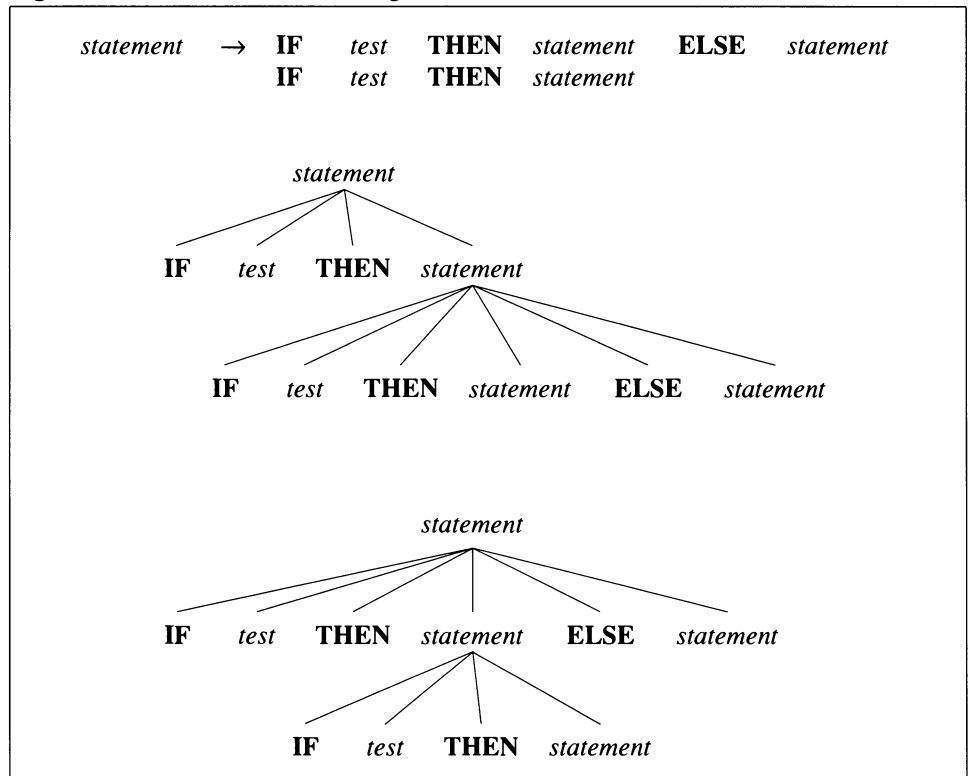 statement → IF test THEN statement ELSE statement
IF test THEN statement
statement
IF test THEN statement
IF test THEN statement ELSE statement
statement
IF test THEN statement ELSE statement
IF test THEN statement